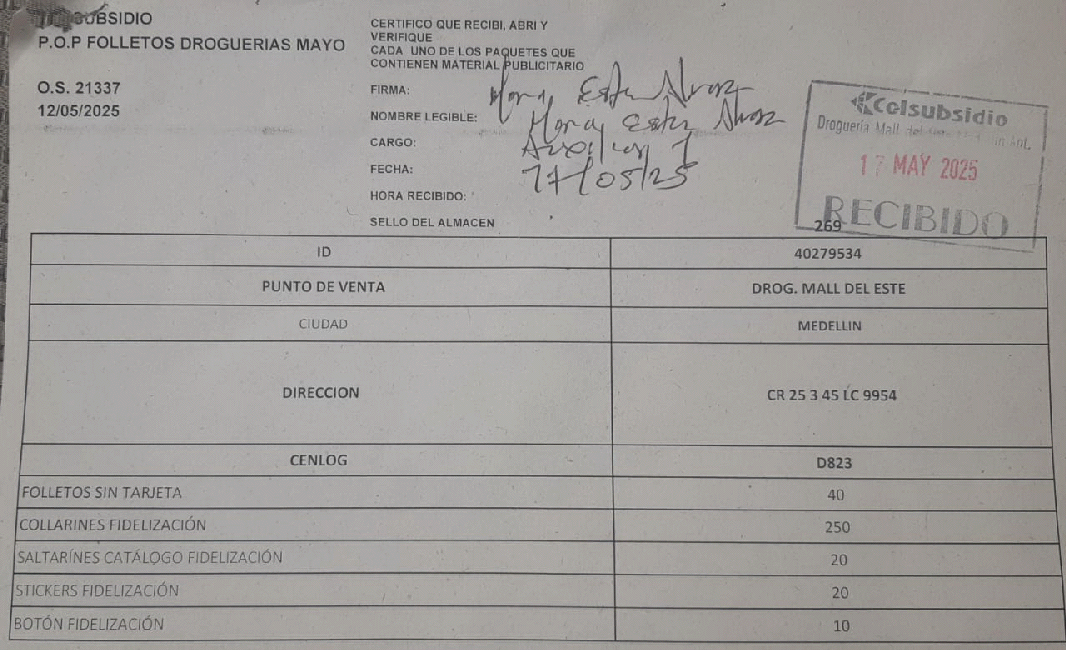 SUBSIDIO
P.O.P FOLLETOS DROGUERIAS MAYO
O.S. 21337
12/05/2025
CERTIFICO QUE RECIBI, ABRI Y
VERIFIQUE
CADA UNO DE LOS PAQUETES QUE
CONTIENEN MATERIAL PUBLICITARIO
FIRMA:
NOMBRE LEGIBLE: Ester
CARGO: Auxiliar
FECHA: 17/05/25
HORA RECIBIDO:
SELLO DEL ALMACEN
Colsubsidio
Droguería Mall del
17 MAY 2025
RECIBIDO
269
ID 40279534
PUNTO DE VENTA DROG. MALL DEL ESTE
CIUDAD MEDELLIN
DIRECCION CR 25 3 45 LC 9954
CENLOG D823
FOLLETOS SIN TARJETA 40
COLLARINES FIDELIZACIÓN 250
SALTARÍNES CATÁLOGO FIDELIZACIÓN 20
STICKERS FIDELIZACIÓN 20
BOTÓN FIDELIZACIÓN 10